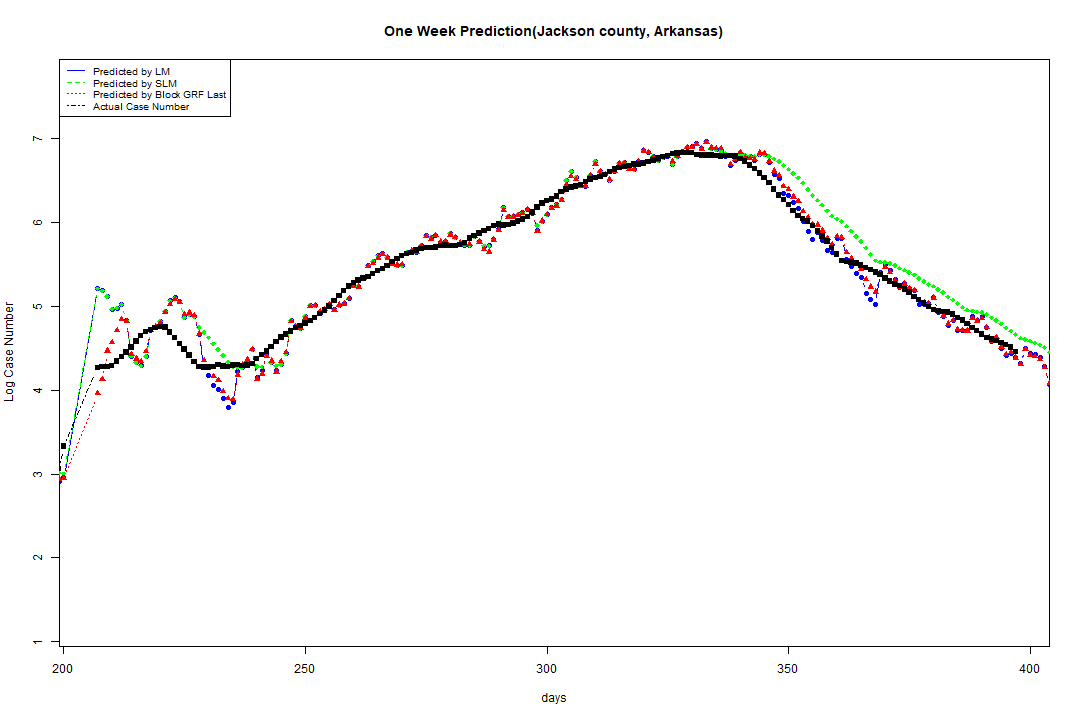 One Week Prediction(Jackson county, Arkansas)
Predicted by LM
Predicted by SLM
Predicted by Block GRF Last
Actual Case Number
7
6
5
4
3
2
1
Log Case Number
200 250 300 350 400
days